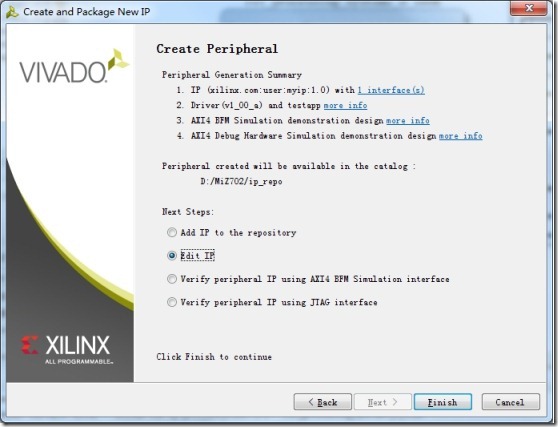 Create and Package New IP
VIVADO
Create Peripheral
Peripheral Generation Summary
1. IP (xilinx.com:user:myip:1.0) with 1 interface(s)
2. Driver(v1_00_a) and testapp more info
3. AXI4 BFM Simulation demonstration design more info
4. AXI4 Debug Hardware Simulation demonstration design more info
Peripheral created will be available in the catalog :
D:/MiZ702/ip_repo
Next Steps:
Add IP to the repository
Edit IP
Verify peripheral IP using AXI4 BFM Simulation interface
Verify peripheral IP using JTAG interface
XILINX
ALL PROGRAMMABLE™
Click Finish to continue
< Back
Next >
Finish
Cancel